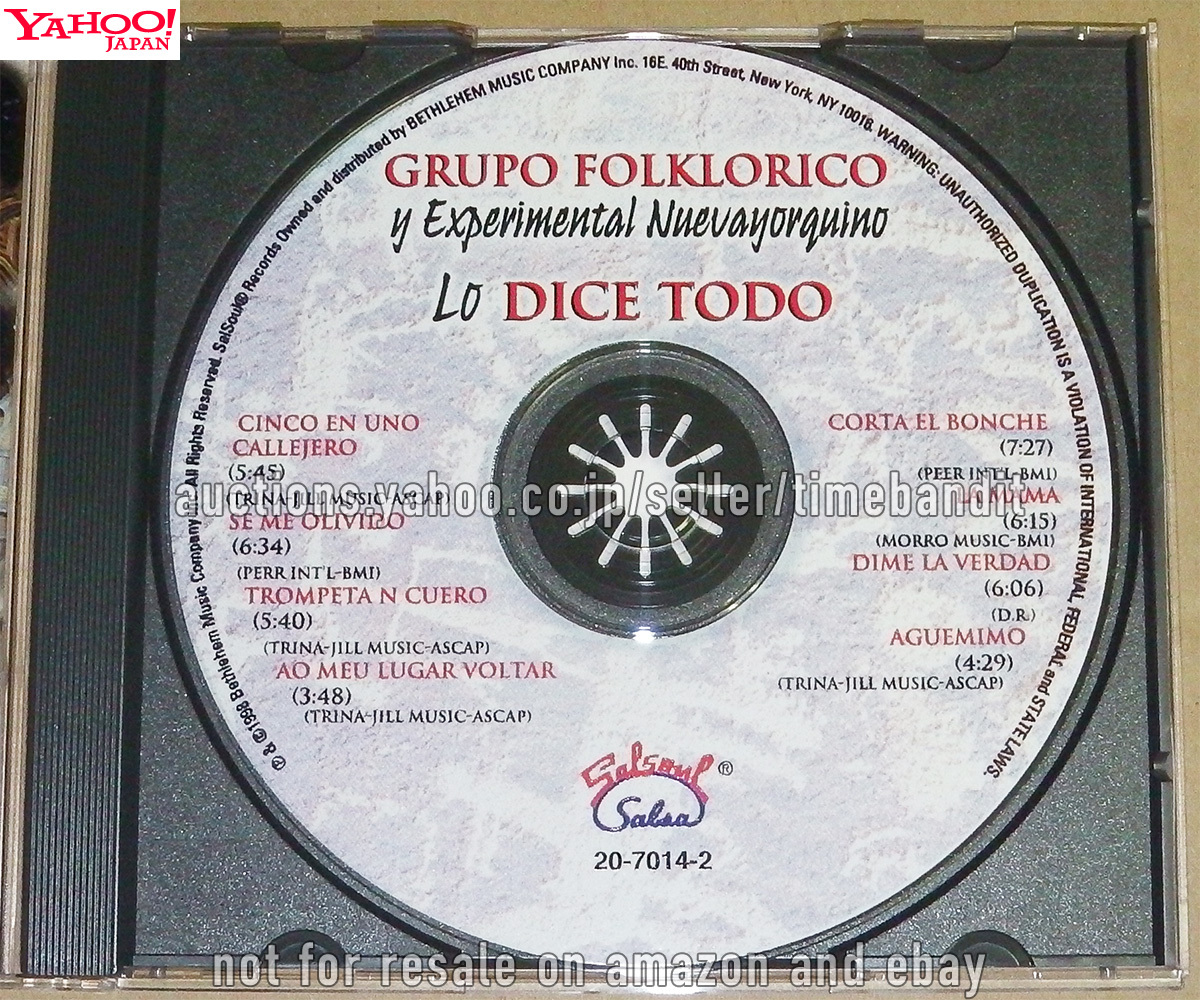 YAHOO!
JAPAN
℗ & ©1998 Bethlehem Music Company Inc. All Rights Reserved. SalSoul® Records Owned and distributed by BETHLEHEM MUSIC COMPANY Inc. 16E. 40th Street, New York, NY 10016. WARNING: UNAUTHORIZED DUPLICATION IS A VIOLATION OF INTERNATIONAL, FEDERAL and STATE LAWS.
GRUPO FOLKLORICO
y Experimental Nuevayorquino
Lo DICE TODO
CINCO EN UNO
CALLEJERO
(5:45)
(TRINA-JILL MUSIC-ASCAP)
SE ME OLIVIDO
(6:34)
(PERR INT'L-BMI)
TROMPETA N CUERO
(5:40)
(TRINA-JILL MUSIC-ASCAP)
AO MEU LUGAR VOLTAR
(3:48)
(TRINA-JILL MUSIC-ASCAP)
CORTA EL BONCHE
(7:27)
(PEER INT'L-BMI)
LA MAMA
(6:15)
(MORRO MUSIC-BMI)
DIME LA VERDAD
(6:06)
(D.R.)
AGUEMIMO
(4:29)
(TRINA-JILL MUSIC-ASCAP)
auctions.yahoo.co.jp/seller/timebandit
Salsoul ®
Salsa
20-7014-2
not for resale on amazon and ebay